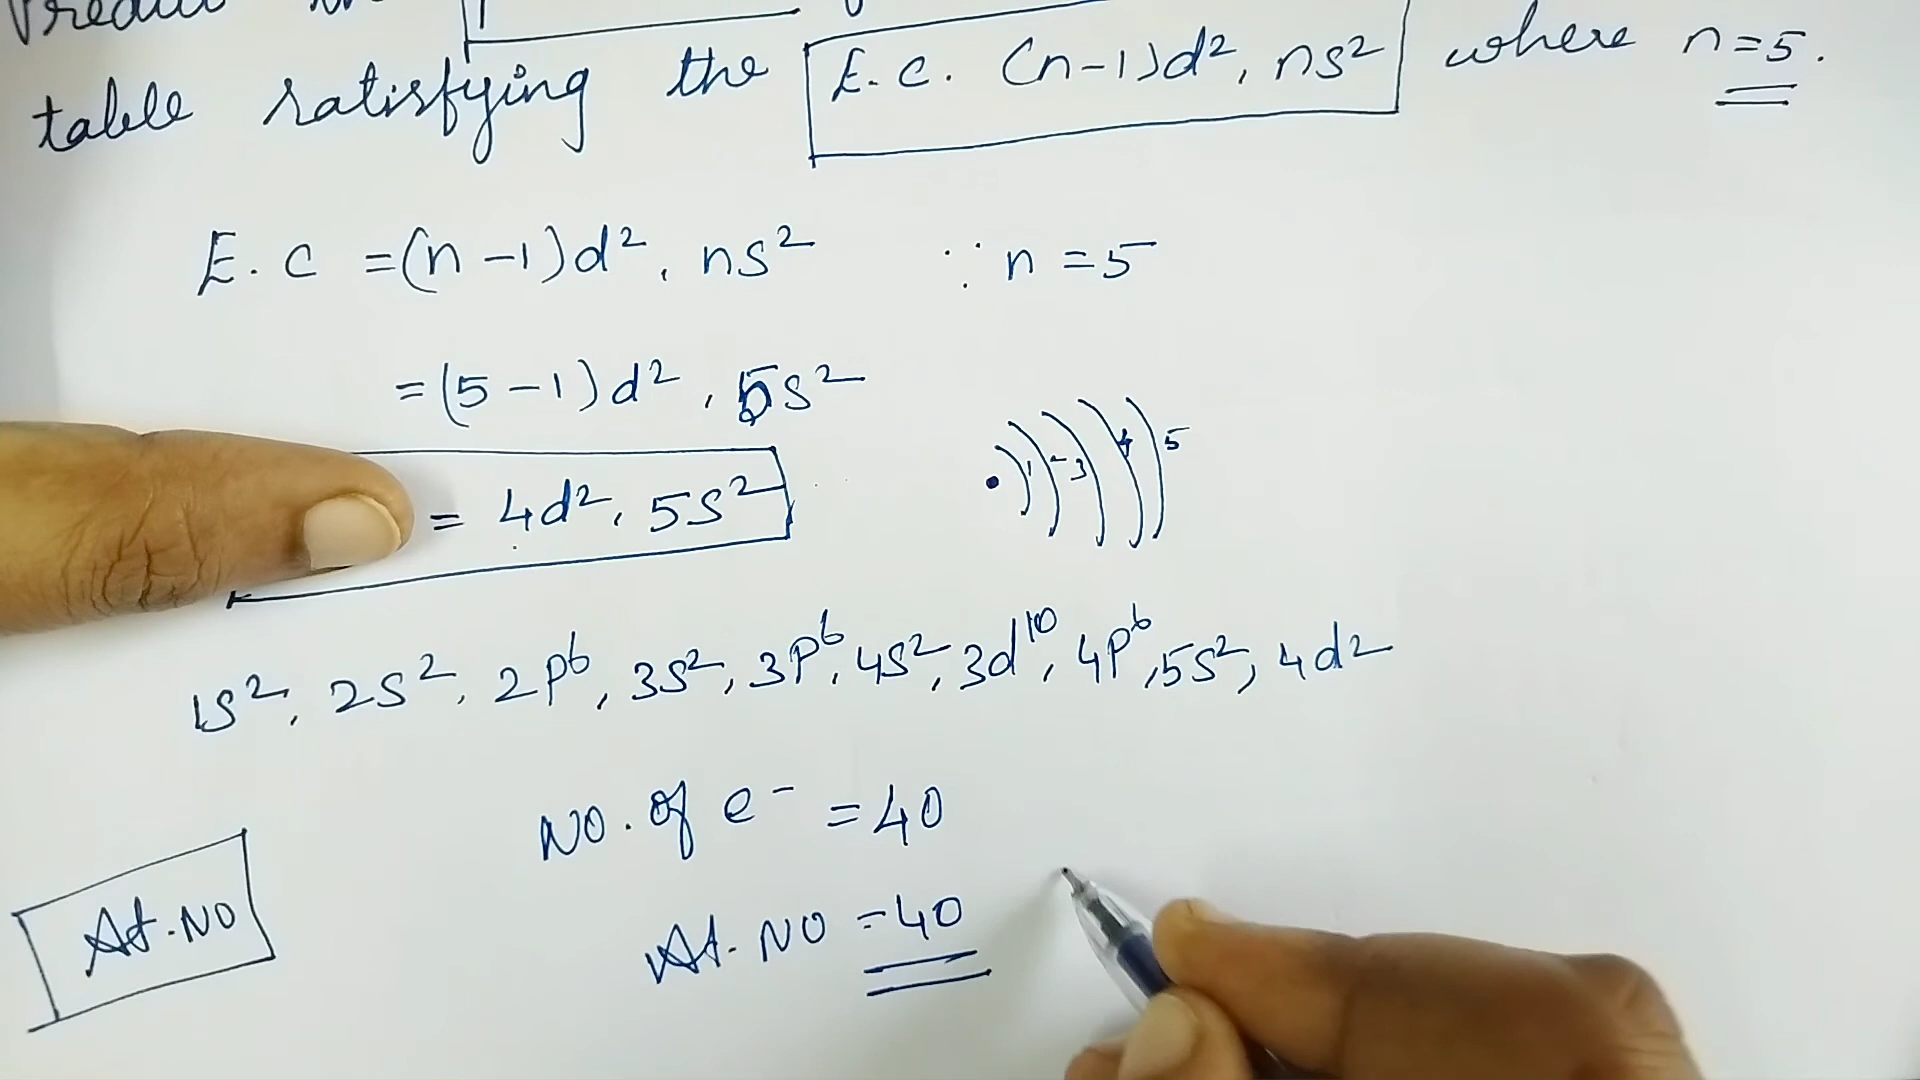 table satisfying the E.C. (n-1)d², ns² where n=5.
E.C = (n-1)d², ns² ∵ n=5
= (5-1)d², 5s²
= 4d², 5s²
1 2 3 4 5
1s², 2s², 2p⁶, 3s², 3p⁶, 4s², 3d¹⁰, 4p⁶, 5s², 4d²
No. of e⁻ = 40
At. No = 40
At. No